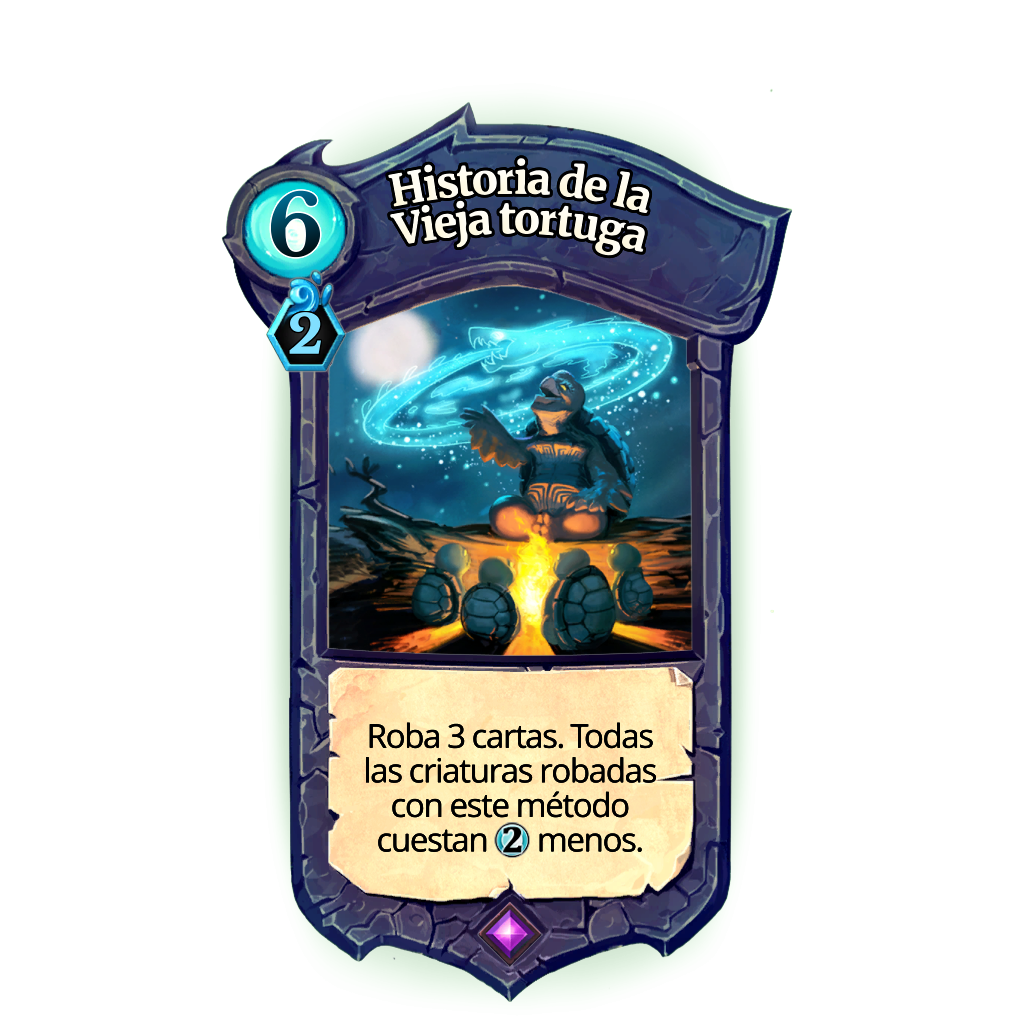 6
Historia de la
Vieja tortuga
2
Roba 3 cartas. Todas
las criaturas robadas
con este método
cuestan 2 menos.